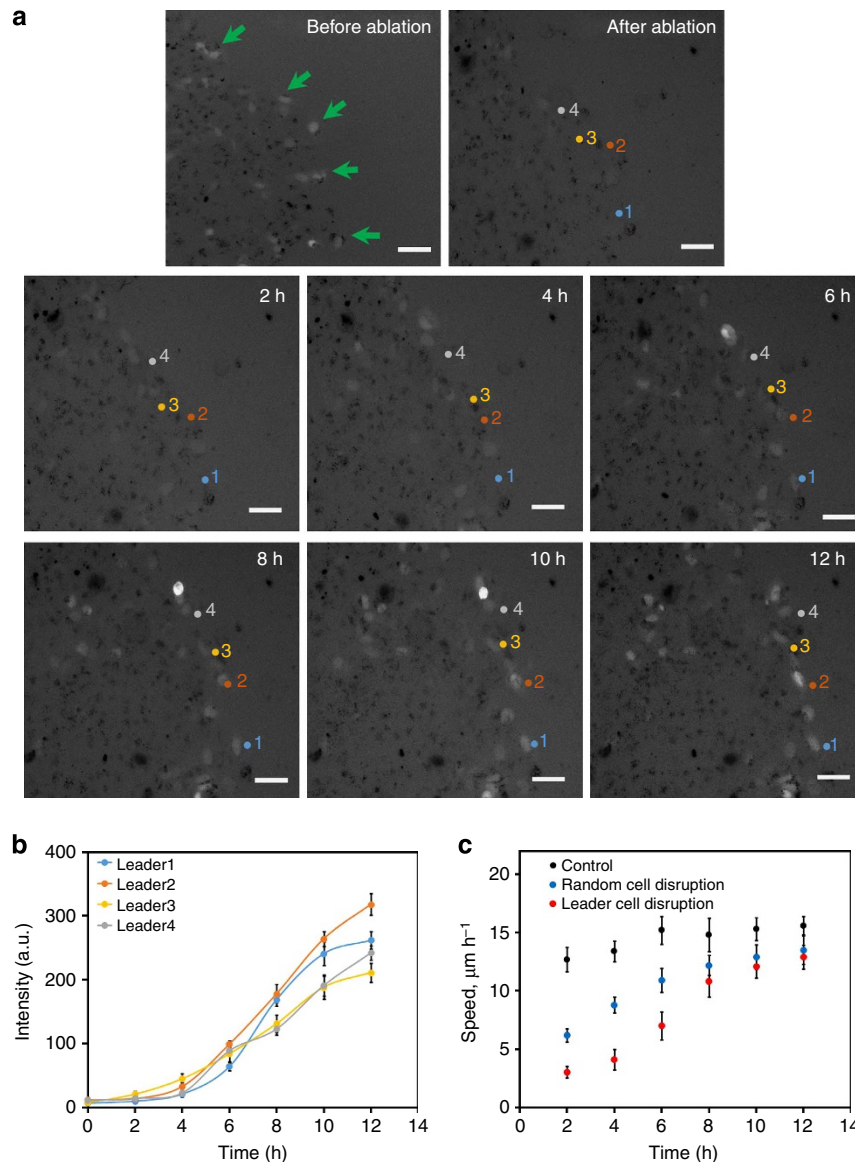 a
Before ablation
After ablation
4
3
2
1
2 h
4
3
2
1
4 h
4
3
2
1
6 h
4
3
2
1
8 h
4
3
2
1
10 h
4
3
2
1
12 h
4
3
2
1
b
400
300
200
100
0
Intensity (a.u.)
Leader1
Leader2
Leader3
Leader4
0 2 4 6 8 10 12 14
Time (h)
c
20
15
10
5
0
Speed, μm h⁻¹
Control
Random cell disruption
Leader cell disruption
0 2 4 6 8 10 12 14
Time (h)